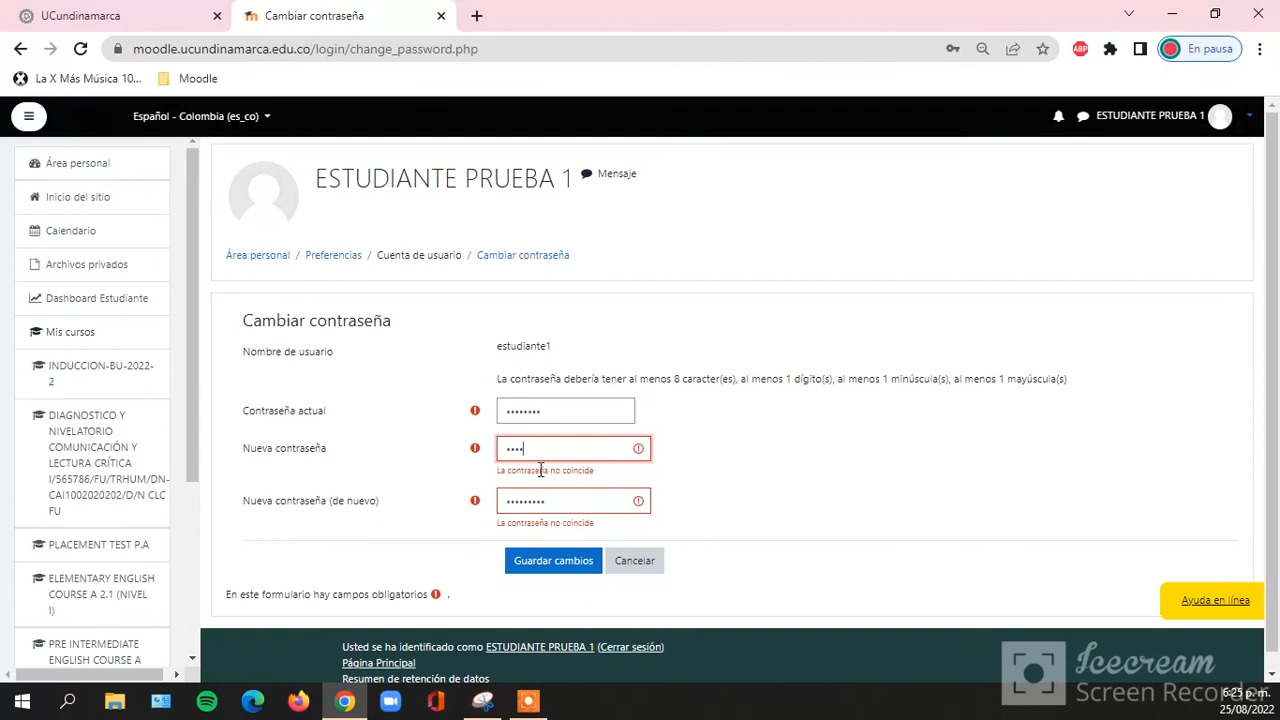 UCundinamarca
Cambiar contraseña
moodle.ucundinamarca.edu.co/login/change_password.php
En pausa
La X Más Música 10...
Moodle
Español - Colombia (es_co)
ESTUDIANTE PRUEBA 1
Área personal
Inicio del sitio
Calendario
Archivos privados
Dashboard Estudiante
Mis cursos
INDUCCION-BU-2022-
2
DIAGNOSTICO Y
NIVELATORIO
COMUNICACIÓN Y
LECTURA CRÍTICA
I/565786/FU/TRHUM/DN-
CAI1002020202/D/N CLC
FU
PLACEMENT TEST P.A
ELEMENTARY ENGLISH
COURSE A 2.1 (NIVEL
I)
PRE INTERMEDIATE
ENGLISH COURSE A
ESTUDIANTE PRUEBA 1
Mensaje
Área personal / Preferencias / Cuenta de usuario / Cambiar contraseña
Cambiar contraseña
Nombre de usuario
estudiante1
La contraseña debería tener al menos 8 caracter(es), al menos 1 dígito(s), al menos 1 minúscula(s), al menos 1 mayúscula(s)
Contraseña actual
Nueva contraseña
La contraseña no coincide
Nueva contraseña (de nuevo)
La contraseña no coincide
Guardar cambios
Cancelar
En este formulario hay campos obligatorios .
Ayuda en línea
Usted se ha identificado como ESTUDIANTE PRUEBA 1 (Cerrar sesión)
Página Principal
Resumen de retención de datos
Icecream
Screen Recorder
6:25 p. m.
25/08/2022